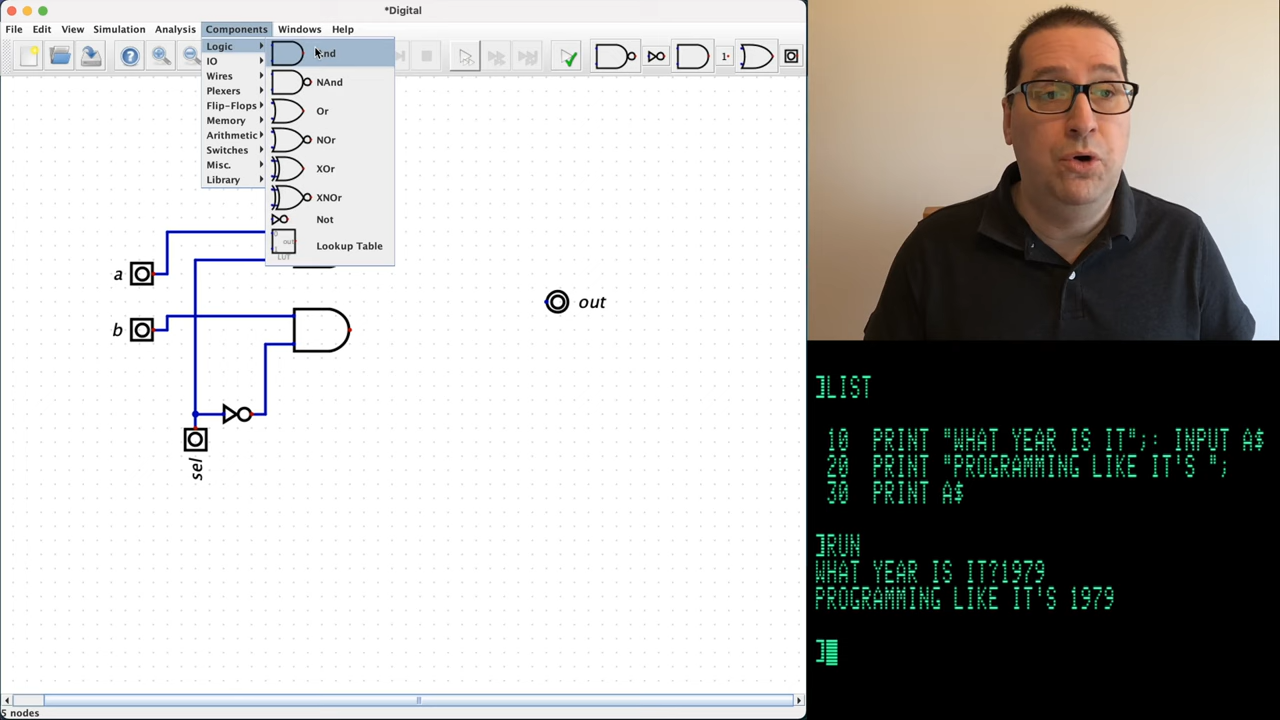 *Digital
File Edit View Simulation Analysis Components Windows Help
Logic
IO
Wires
Plexers
Flip-Flops
Memory
Arithmetic
Switches
Misc.
Library
And
NAnd
Or
NOr
XOr
XNOr
Not
Lookup Table
out
LUT
1
a
b
sel
out
5 nodes
]LIST
10 PRINT "WHAT YEAR IS IT";: INPUT A$
20 PRINT "PROGRAMMING LIKE IT'S ";
30 PRINT A$
]RUN
WHAT YEAR IS IT?1979
PROGRAMMING LIKE IT'S 1979
]